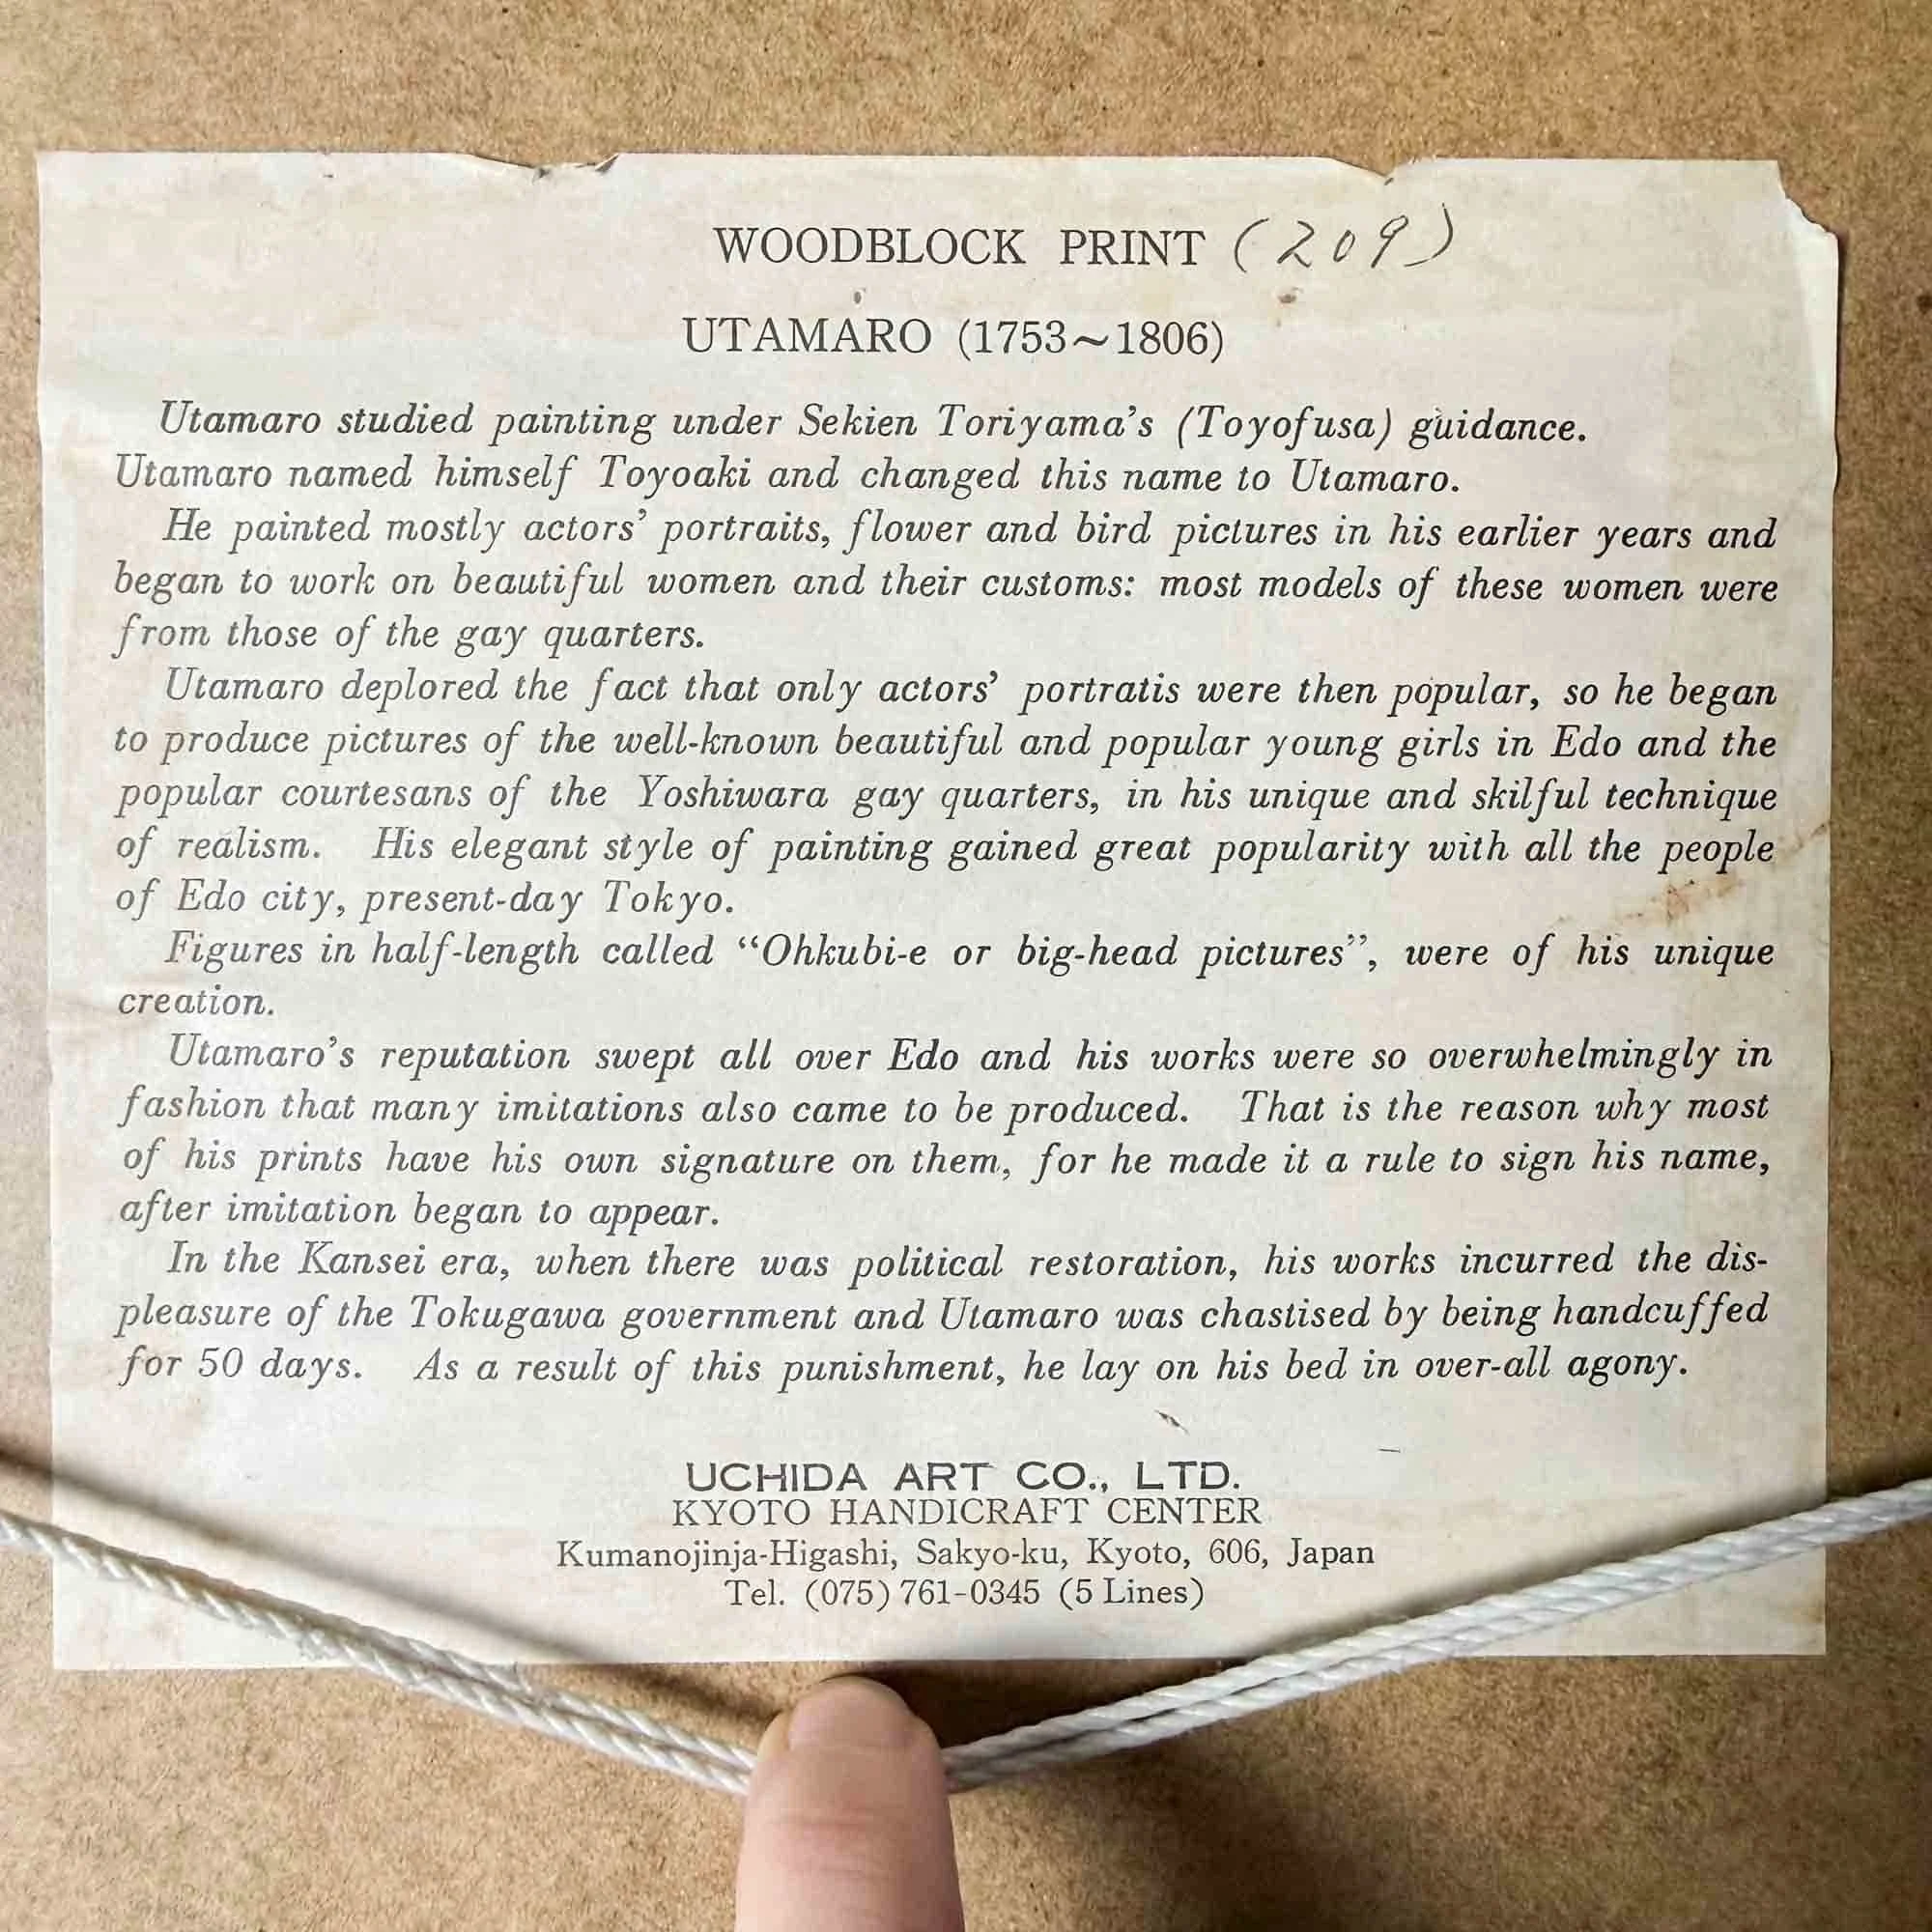 WOODBLOCK PRINT (209)
UTAMARO (1753~1806)
Utamaro studied painting under Sekien Toriyama's (Toyofusa) guidance.
Utamaro named himself Toyoaki and changed this name to Utamaro.
He painted mostly actors' portraits, flower and bird pictures in his earlier years and
began to work on beautiful women and their customs: most models of these women were
from those of the gay quarters.
Utamaro deplored the fact that only actors' portratis were then popular, so he began
to produce pictures of the well-known beautiful and popular young girls in Edo and the
popular courtesans of the Yoshiwara gay quarters, in his unique and skilful technique
of realism. His elegant style of painting gained great popularity with all the people
of Edo city, present-day Tokyo.
Figures in half-length called “Ohkubi-e or big-head pictures”, were of his unique
creation.
Utamaro's reputation swept all over Edo and his works were so overwhelmingly in
fashion that many imitations also came to be produced. That is the reason why most
of his prints have his own signature on them, for he made it a rule to sign his name,
after imitation began to appear.
In the Kansei era, when there was political restoration, his works incurred the dis-
pleasure of the Tokugawa government and Utamaro was chastised by being handcuffed
for 50 days. As a result of this punishment, he lay on his bed in over-all agony.
UCHIDA ART CO., LTD.
KYOTO HANDICRAFT CENTER
Kumanojinja-Higashi, Sakyo-ku, Kyoto, 606, Japan
Tel. (075) 761-0345 (5 Lines)